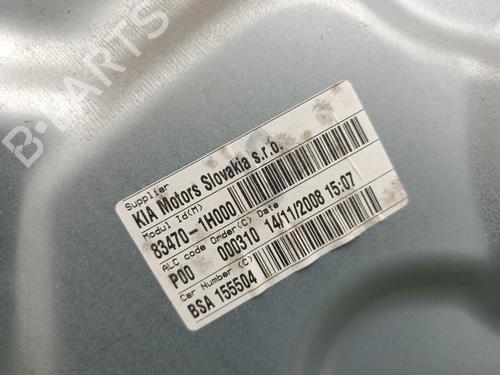 B-PARTS
Supplier
KIA Motors Slovakia s.r.o.
Modul Id(M)
83470-1H000
ALC code Order(C) Date
P00 000310 14/11/2008 15:07
Car Number (C)
BSA 155504